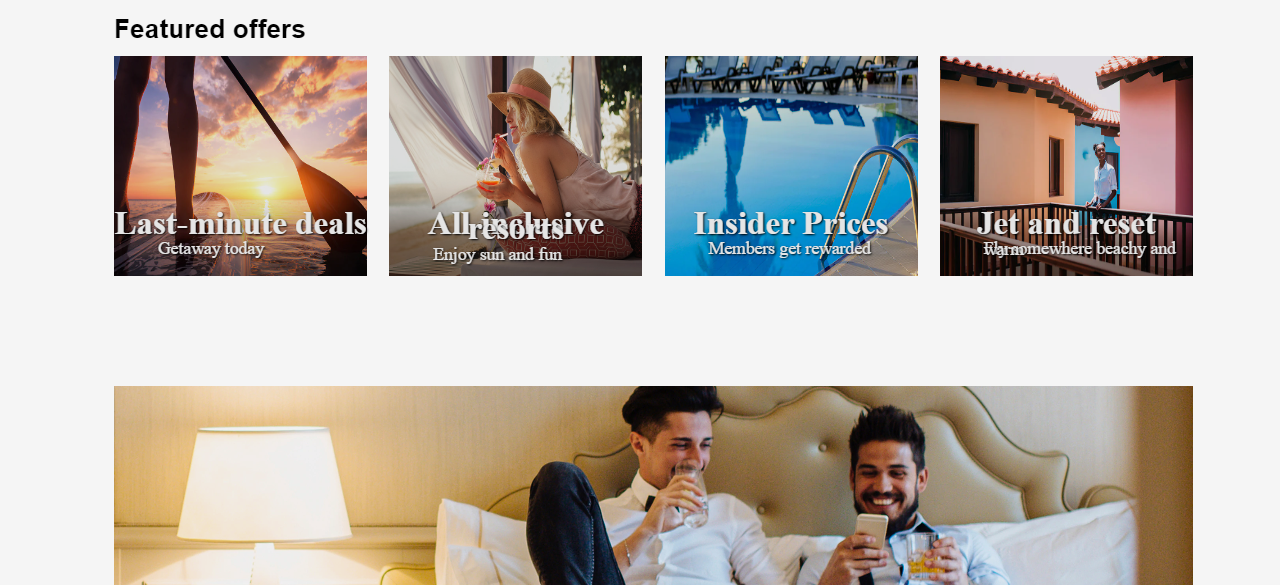 Featured offers
Last-minute deals
Getaway today
All-inclusive
resorts
Enjoy sun and fun
Insider Prices
Members get rewarded
Jet and reset
Fly somewhere beachy and
warm